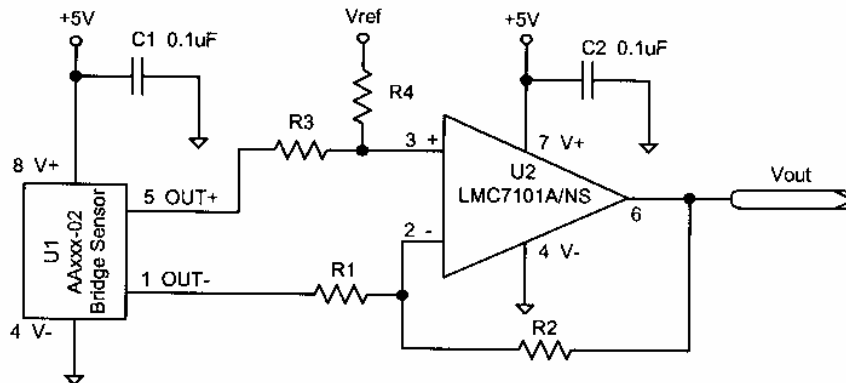 +5V
C1 0.1uF
Vref
+5V
C2 0.1uF
R4
R3
8 V+
3 +
7 V+
U2
LMC7101A/NS
Vout
5 OUT+
6
U1
AAxxx-02
Bridge Sensor
2 -
4 V-
1 OUT-
R1
R2
4 V-